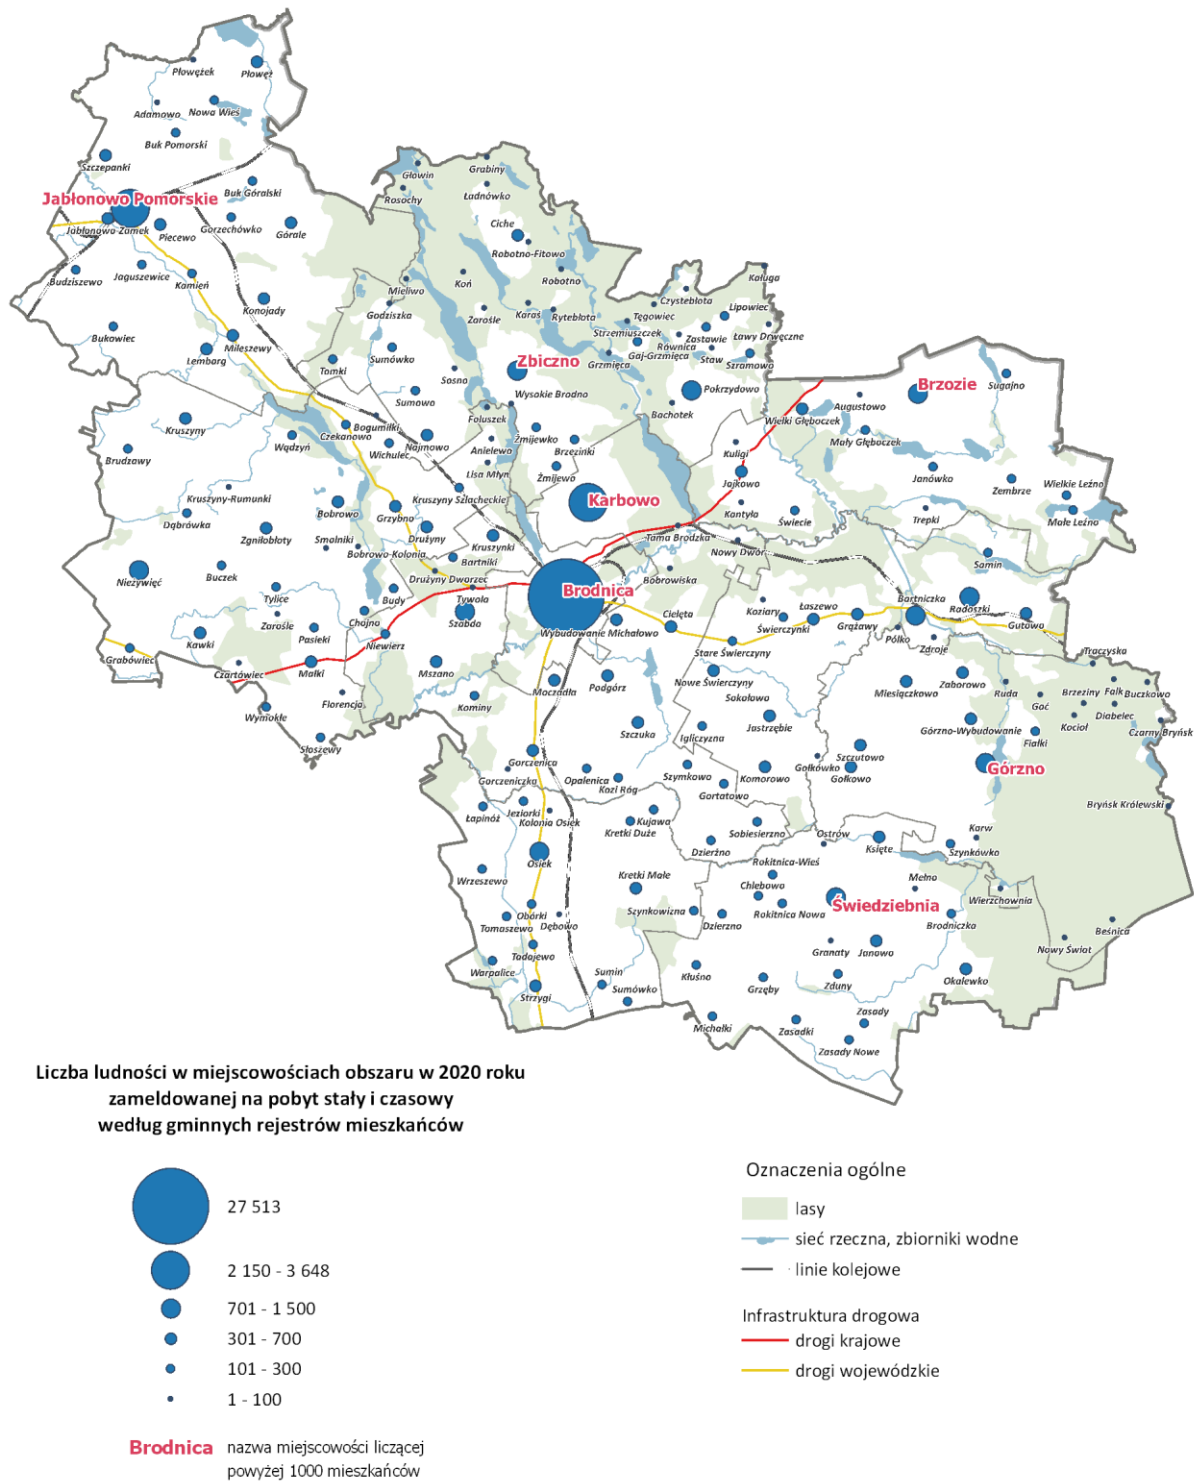 Płowężek
Płowęż
Adamowo
Nowa Wieś
Buk Pomorski
Szczepanki
Jabłonowo Pomorskie
Buk Góralski
Jabłonowo Zamek
Piecewo
Gorzechówko
Górale
Budziszewo
Jaguszewice
Kamień
Konojady
Bukowiec
Lembarg
Mileszewy
Głowin
Rosochy
Grabiny
Ładnówko
Ciche
Robotno-Fitowo
Robotno
Koń
Mieliwo
Godziszka
Zarośle
Karaś
Rytebłota
Kaługa
Czystebłota
Tęgowiec
Lipowiec
Strzemiuszczek
Zastawie
Ławy Drwęczne
Równica
Gaj-Grzmięca
Staw
Szramowo
Grzmięca
Tomki
Sumówko
Zbiczno
Sosno
Sumowo
Wysokie Brodno
Pokrzydowo
Bachotek
Brzozie
Sugajno
Augustowo
Wielki Głęboczek
Mały Głęboczek
Kruszyny
Foluszek
Bogumiłki
Czekanowo
Wądzyń
Wichulec
Najmowo
Anielewo
Żmijewko
Brzezinki
Lisa Młyn
Żmijewo
Kuligi
Jajkowo
Janówko
Zembrze
Wielkie Leźno
Małe Leźno
Brudzawy
Kruszyny-Rumunki
Dąbrówka
Bobrowo
Kruszyny Szlacheckie
Grzybno
Karbowo
Kantyła
Świecie
Trepki
Zgniłobłoty
Smolniki
Drużyny
Kruszynki
Tama Brodzka
Nowy Dwór
Bobrowo-Kolonia
Bartniki
Samin
Niezywięć
Buczek
Drużyny Dworzec
Bobrowiska
Tylice
Budy
Tywola
Brodnica
Bartniczka
Radoszki
Zarośle
Chojno
Szabda
Koziary
Łaszewo
Gutowo
Kawki
Pasieki
Niewierz
Wybudowanie Michałowo
Cielęta
Świerczynki
Grążawy
Pólko
Zdroje
Grabówiec
Stare Świerczyny
Traczyska
Czartówiec
Małki
Mszano
Moczadła
Podgórz
Nowe Świerczyny
Miesiączkowo
Zaborowo
Ruda
Brzeziny
Fałk
Buczkowo
Florencja
Kominy
Sokołowo
Goć
Diabelec
Wymokłe
Jastrzębie
Górzno-Wybudowanie
Kocioł
Słoszewy
Szczuka
Igliczyzna
Fiałki
Czarny Bryńsk
Gorczenica
Szczutowo
Gołkówko
Gorczeniczka
Opalenica
Kozi Róg
Szymkowo
Komorowo
Gołkowo
Górzno
Gortatowo
Łapinóż
Jeziorki
Kolonia Osiek
Kujawa
Kretki Duże
Sobiesierzno
Bryńsk Królewski
Dzierżno
Ostrów
Księte
Karw
Szynkówko
Osiek
Rokitnica-Wieś
Wrzeszewo
Kretki Małe
Chlebowo
Mełno
Wierzchownia
Świedziebnia
Obórki
Szynkowizna
Dzierzno
Rokitnica Nowa
Tomaszewo
Dębowo
Brodniczka
Beśnica
Todojewo
Granaty
Janowo
Nowy Świat
Warpalice
Sumin
Kłuśno
Grzęby
Zduny
Okalewko
Strzygi
Sumówko
Michałki
Zasadki
Zasady
Zasady Nowe
Liczba ludności w miejscowościach obszaru w 2020 roku
zameldowanej na pobyt stały i czasowy
według gminnych rejestrów mieszkańców
27 513
2 150 - 3 648
701 - 1 500
301 - 700
101 - 300
1 - 100
Brodnica nazwa miejscowości liczącej
powyżej 1000 mieszkańców
Oznaczenia ogólne
lasy
sieć rzeczna, zbiorniki wodne
linie kolejowe
Infrastruktura drogowa
drogi krajowe
drogi wojewódzkie